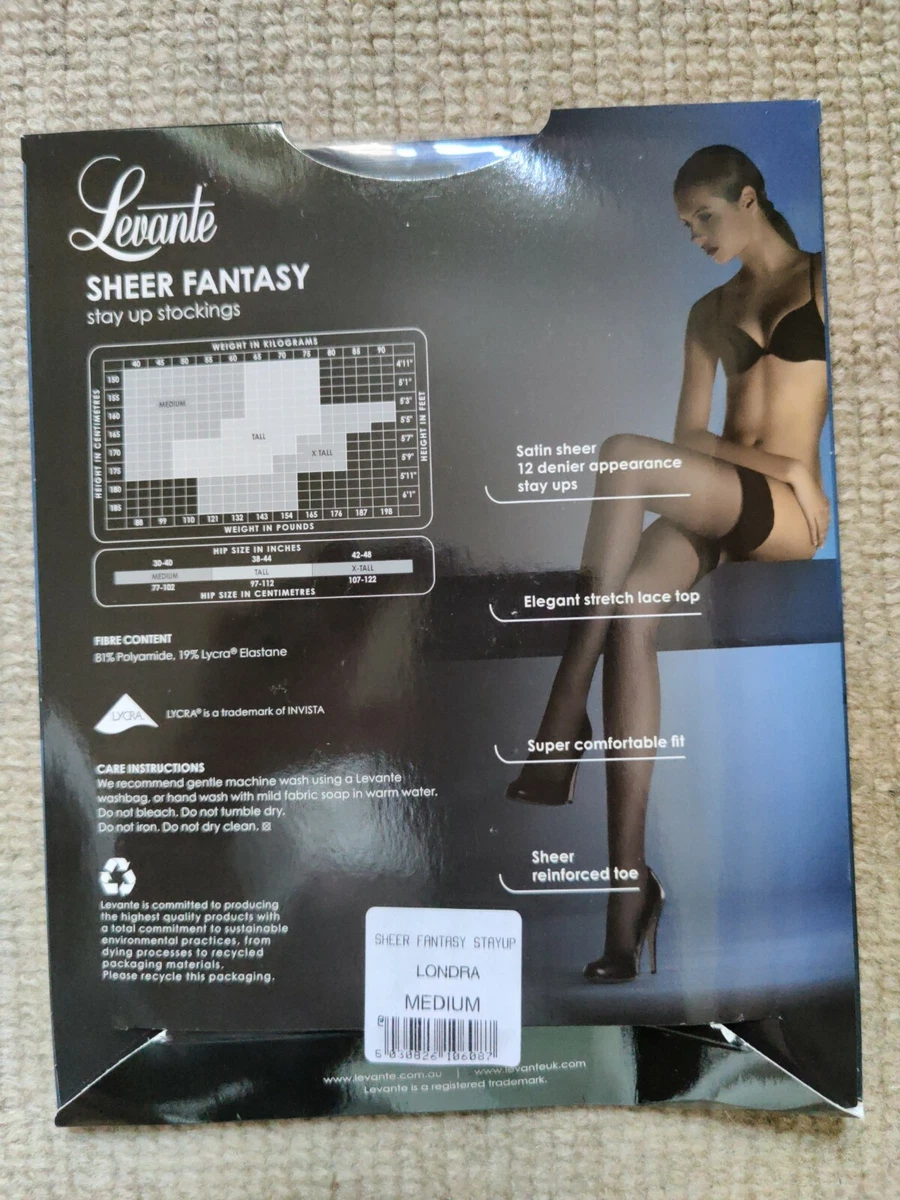 Levante
SHEER FANTASY
stay up stockings
WEIGHT IN KILOGRAMS
40 45 50 55 60 65 70 75 80 85 90
HEIGHT IN CENTIMETRES
150
155
160
165
170
175
180
185
MEDIUM
TALL
X TALL
4'11"
5'1"
5'3"
5'5"
5'7"
5'9"
5'11"
6'1"
HEIGHT IN FEET
88 99 110 121 132 143 154 165 176 187 198
WEIGHT IN POUNDS
HIP SIZE IN INCHES
30-40 38-44 42-48
MEDIUM TALL X-TALL
77-102 97-112 107-122
HIP SIZE IN CENTIMETRES
FIBRE CONTENT
81% Polyamide, 19% Lycra® Elastane
LYCRA
LYCRA® is a trademark of INVISTA
CARE INSTRUCTIONS
We recommend gentle machine wash using a Levante
washbag, or hand wash with mild fabric soap in warm water.
Do not bleach. Do not tumble dry.
Do not iron. Do not dry clean.
Levante is committed to producing
the highest quality products with
a total commitment to sustainable
environmental practices, from
dying processes to recycled
packaging materials.
Please recycle this packaging.
Satin sheer
12 denier appearance
stay ups
Elegant stretch lace top
Super comfortable fit
Sheer
reinforced toe
SHEER FANTASY STAYUP
LONDRA
MEDIUM
5 030826 106087
www.levante.com.au | www.levanteuk.com
Levante is a registered trademark.